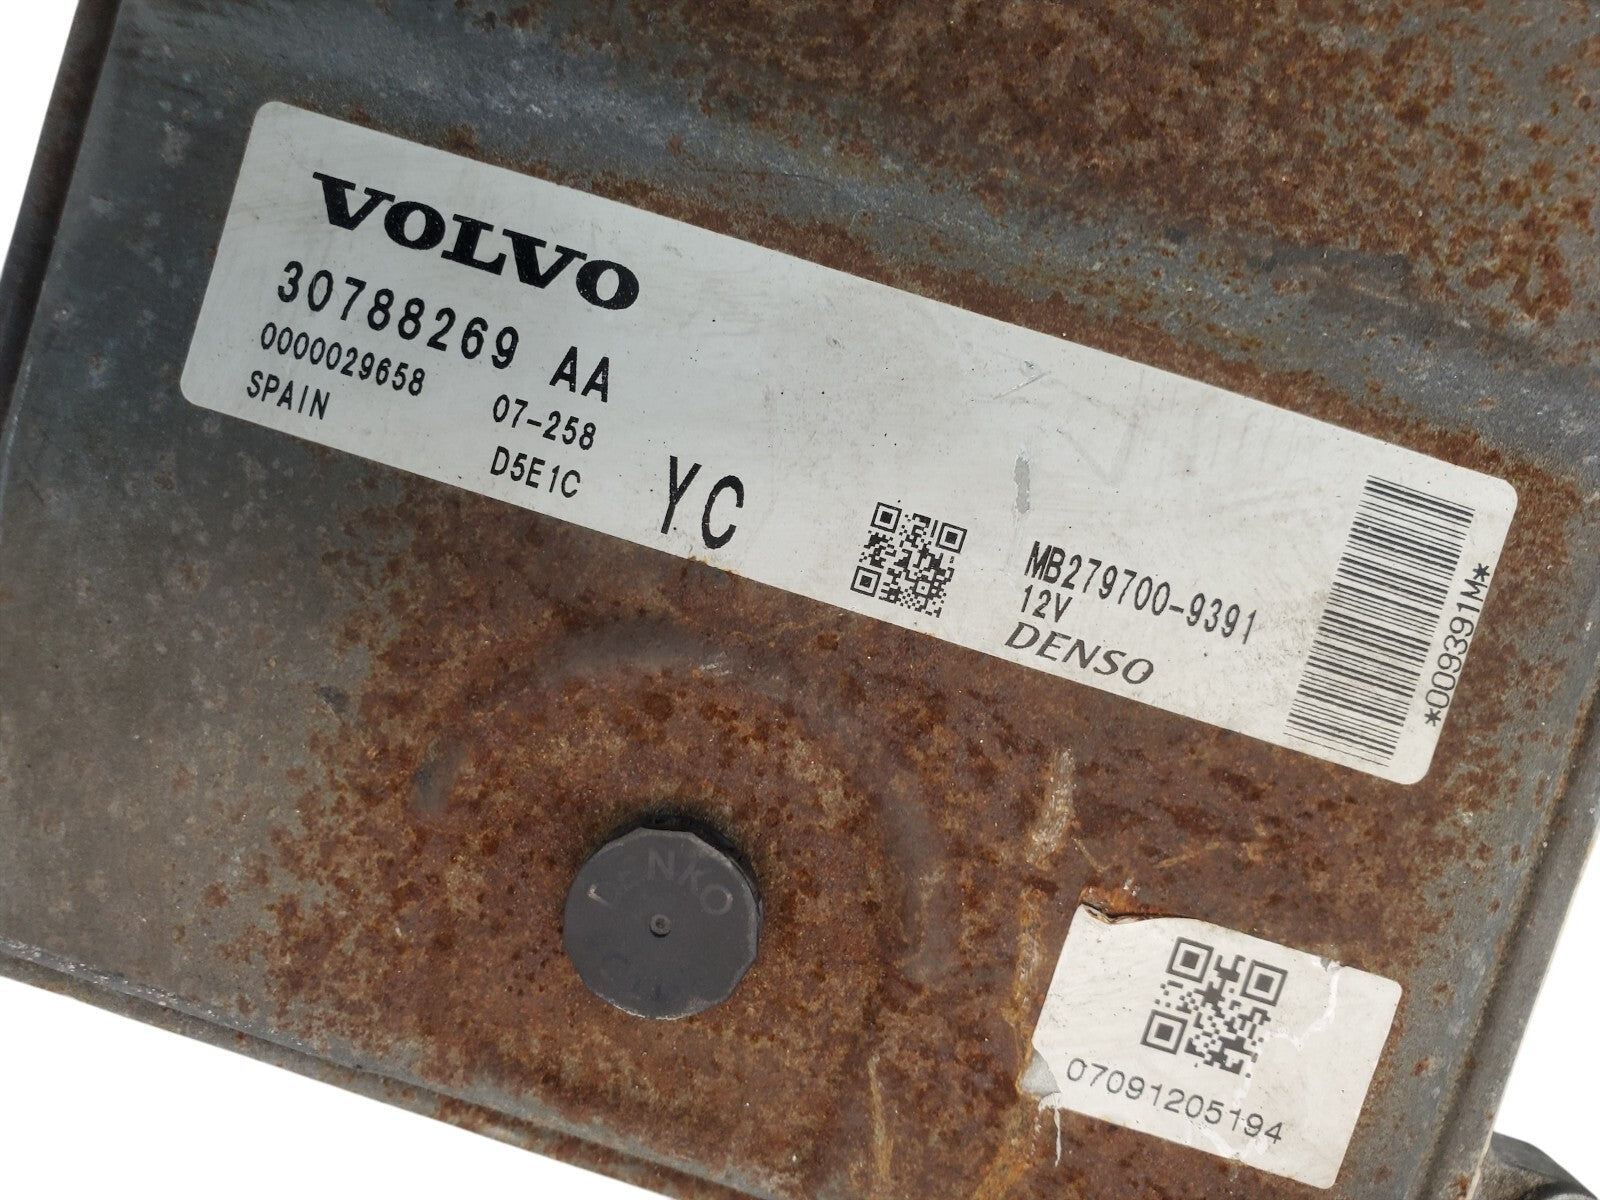 VOLVO
30788269 AA
0000029658 07-258
SPAIN D5E1C YC
MB279700-9391
12V
DENSO
*009391M*
07091205194